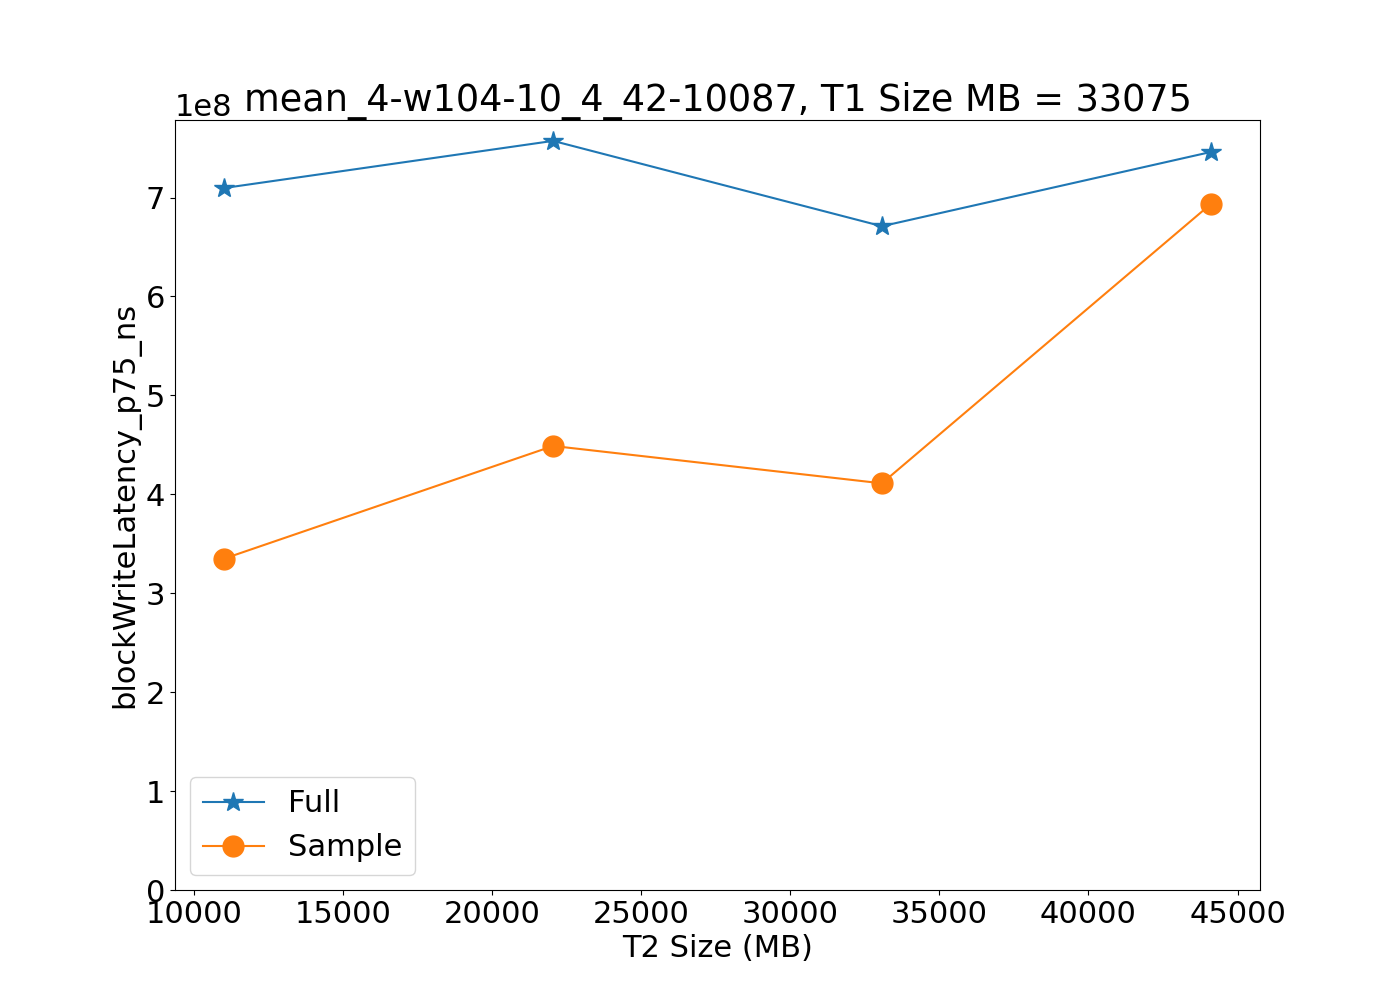 1e8 mean_4-w104-10_4_42-10087, T1 Size MB = 33075
blockWriteLatency_p75_ns
7
6
5
4
3
2
1
0
Full
Sample
10000 15000 20000 25000 30000 35000 40000 45000
T2 Size (MB)